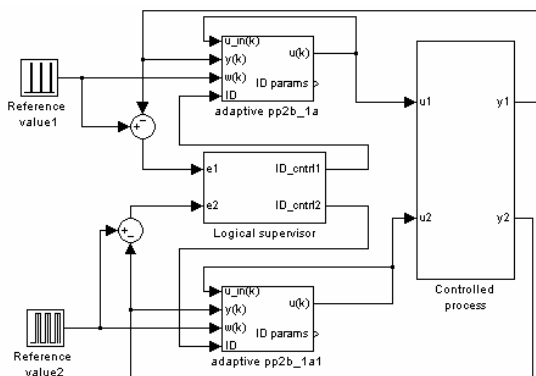 u_in(k)
y(k)
u(k)
w(k)
ID params
ID
adaptive pp2b_1a
Reference
value1
u1
y1
e1
ID_cntrl1
e2
ID_cntrl2
Logical supervisor
u2
y2
Controlled
process
u_in(k)
y(k)
u(k)
w(k)
ID params
ID
adaptive pp2b_1a1
Reference
value2